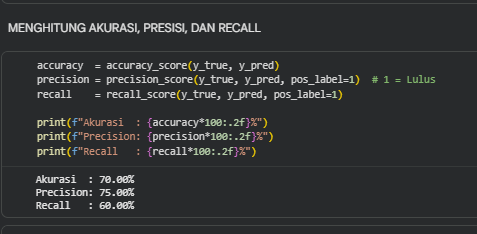 MENGHITUNG AKURASI, PRESISI, DAN RECALL
accuracy  = accuracy_score(y_true, y_pred)
precision = precision_score(y_true, y_pred, pos_label=1)  # 1 = Lulus
recall    = recall_score(y_true, y_pred, pos_label=1)
print(f"Akurasi  : {accuracy*100:.2f}%")
print(f"Precision: {precision*100:.2f}%")
print(f"Recall   : {recall*100:.2f}%")
Akurasi  : 70.00%
Precision: 75.00%
Recall   : 60.00%